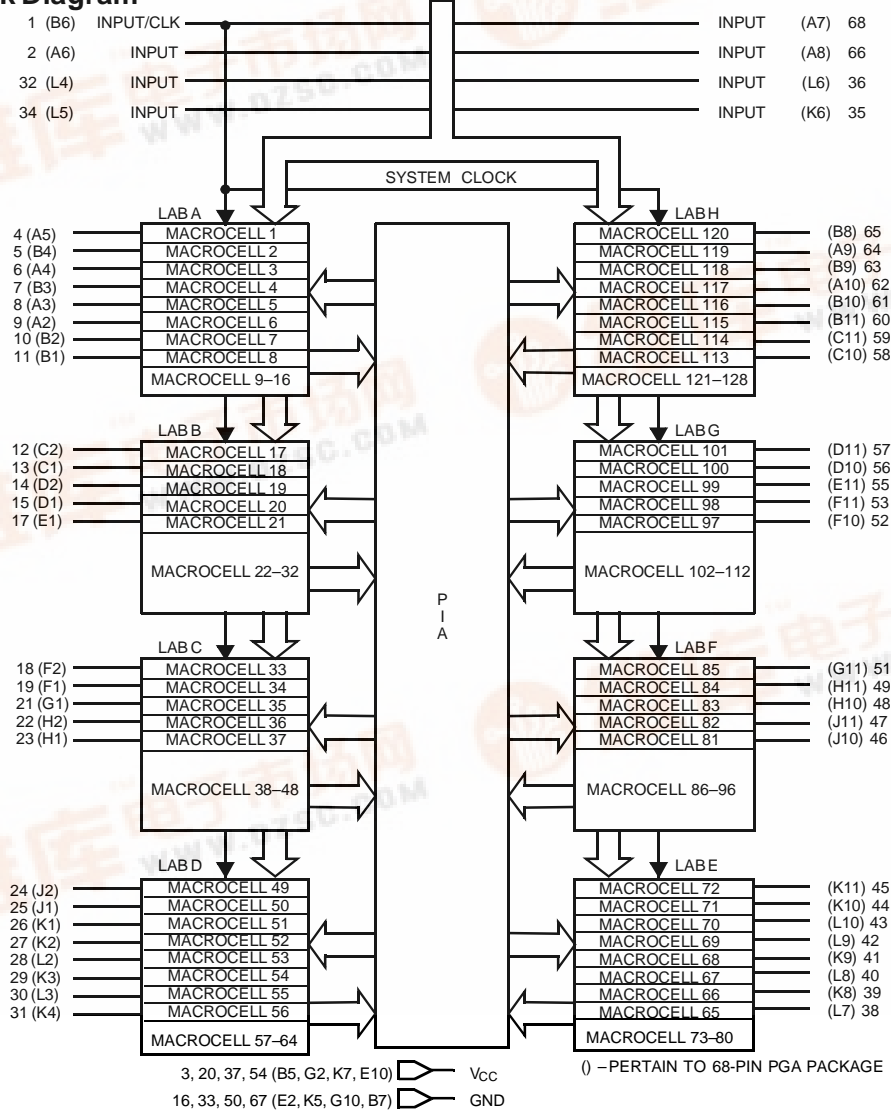 k Diagram
1 (B6) INPUT/CLK INPUT (A7) 68
2 (A6) INPUT INPUT (A8) 66
32 (L4) INPUT INPUT (L6) 36
34 (L5) INPUT INPUT (K6) 35
SYSTEM CLOCK
LAB A LAB H
4 (A5) MACROCELL 1 MACROCELL 120 (B8) 65
5 (B4) MACROCELL 2 MACROCELL 119 (A9) 64
6 (A4) MACROCELL 3 MACROCELL 118 (B9) 63
7 (B3) MACROCELL 4 MACROCELL 117 (A10) 62
8 (A3) MACROCELL 5 MACROCELL 116 (B10) 61
9 (A2) MACROCELL 6 MACROCELL 115 (B11) 60
10 (B2) MACROCELL 7 MACROCELL 114 (C11) 59
11 (B1) MACROCELL 8 MACROCELL 113 (C10) 58
MACROCELL 9–16 MACROCELL 121–128
LAB B LAB G
12 (C2) MACROCELL 17 MACROCELL 101 (D11) 57
13 (C1) MACROCELL 18 MACROCELL 100 (D10) 56
14 (D2) MACROCELL 19 MACROCELL 99 (E11) 55
15 (D1) MACROCELL 20 MACROCELL 98 (F11) 53
17 (E1) MACROCELL 21 MACROCELL 97 (F10) 52
MACROCELL 22–32 MACROCELL 102–112
P
I
A
LAB C LAB F
18 (F2) MACROCELL 33 MACROCELL 85 (G11) 51
19 (F1) MACROCELL 34 MACROCELL 84 (H11) 49
21 (G1) MACROCELL 35 MACROCELL 83 (H10) 48
22 (H2) MACROCELL 36 MACROCELL 82 (J11) 47
23 (H1) MACROCELL 37 MACROCELL 81 (J10) 46
MACROCELL 38–48 MACROCELL 86–96
LAB D LAB E
24 (J2) MACROCELL 49 MACROCELL 72 (K11) 45
25 (J1) MACROCELL 50 MACROCELL 71 (K10) 44
26 (K1) MACROCELL 51 MACROCELL 70 (L10) 43
27 (K2) MACROCELL 52 MACROCELL 69 (L9) 42
28 (L2) MACROCELL 53 MACROCELL 68 (K9) 41
29 (K3) MACROCELL 54 MACROCELL 67 (L8) 40
30 (L3) MACROCELL 55 MACROCELL 66 (K8) 39
31 (K4) MACROCELL 56 MACROCELL 65 (L7) 38
MACROCELL 57–64 MACROCELL 73–80
3, 20, 37, 54 (B5, G2, K7, E10) VCC () – PERTAIN TO 68-PIN PGA PACKAGE
16, 33, 50, 67 (E2, K5, G10, B7) GND